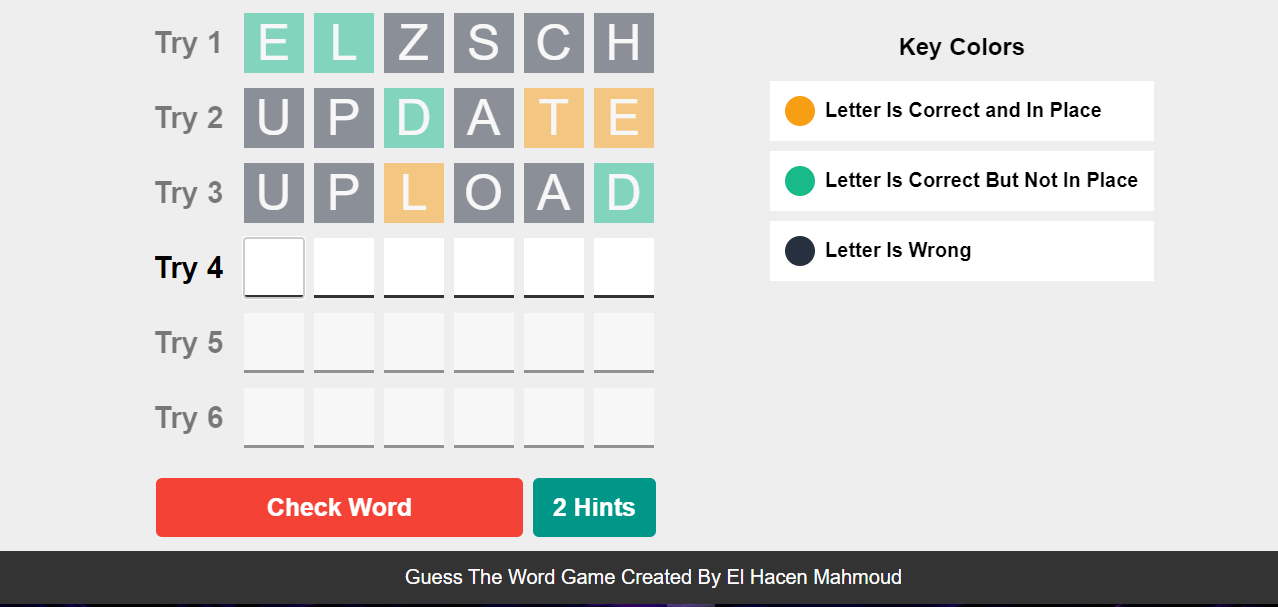 Try 1 E L Z S C H
Try 2 U P D A T E
Try 3 U P L O A D
Try 4
Try 5
Try 6
Check Word
2 Hints
Key Colors
Letter Is Correct and In Place
Letter Is Correct But Not In Place
Letter Is Wrong
Guess The Word Game Created By El Hacen Mahmoud